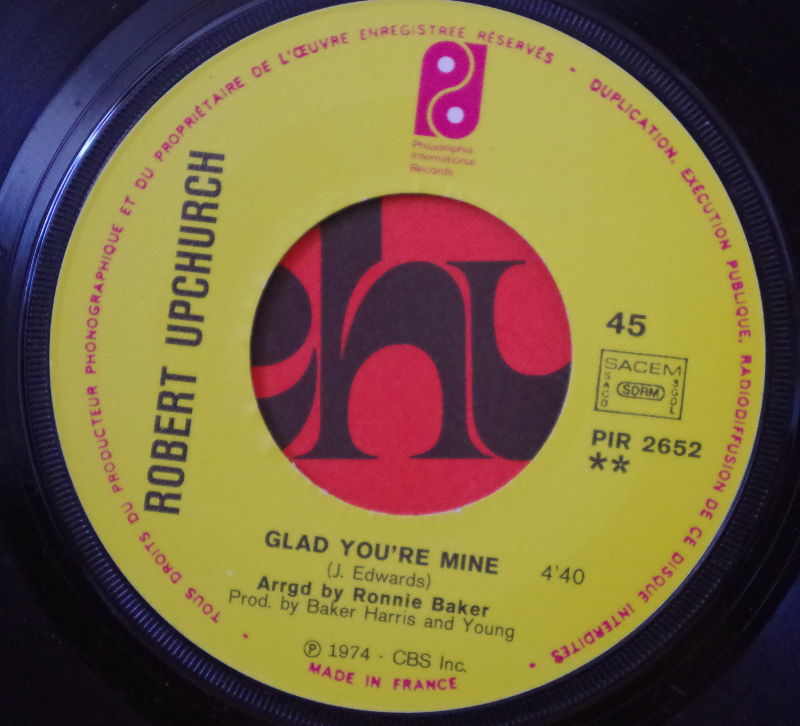 TOUS DROITS DU PRODUCTEUR PHONOGRAPHIQUE ET DU PROPRIÉTAIRE DE L'ŒUVRE ENREGISTREE RÉSERVÉS - DUPLICATION, EXÉCUTION PUBLIQUE, RADIODIFFUSION DE CE DISQUE INTERDITES -
Philadelphia
International
Records
ROBERT UPCHURCH
45
SACEM
SACD
SDRM
SGDL
PIR 2652
**
GLAD YOU'RE MINE
4'40
(J. Edwards)
Arrgd by Ronnie Baker
Prod. by Baker Harris and Young
Ⓟ 1974 - CBS Inc.
MADE IN FRANCE